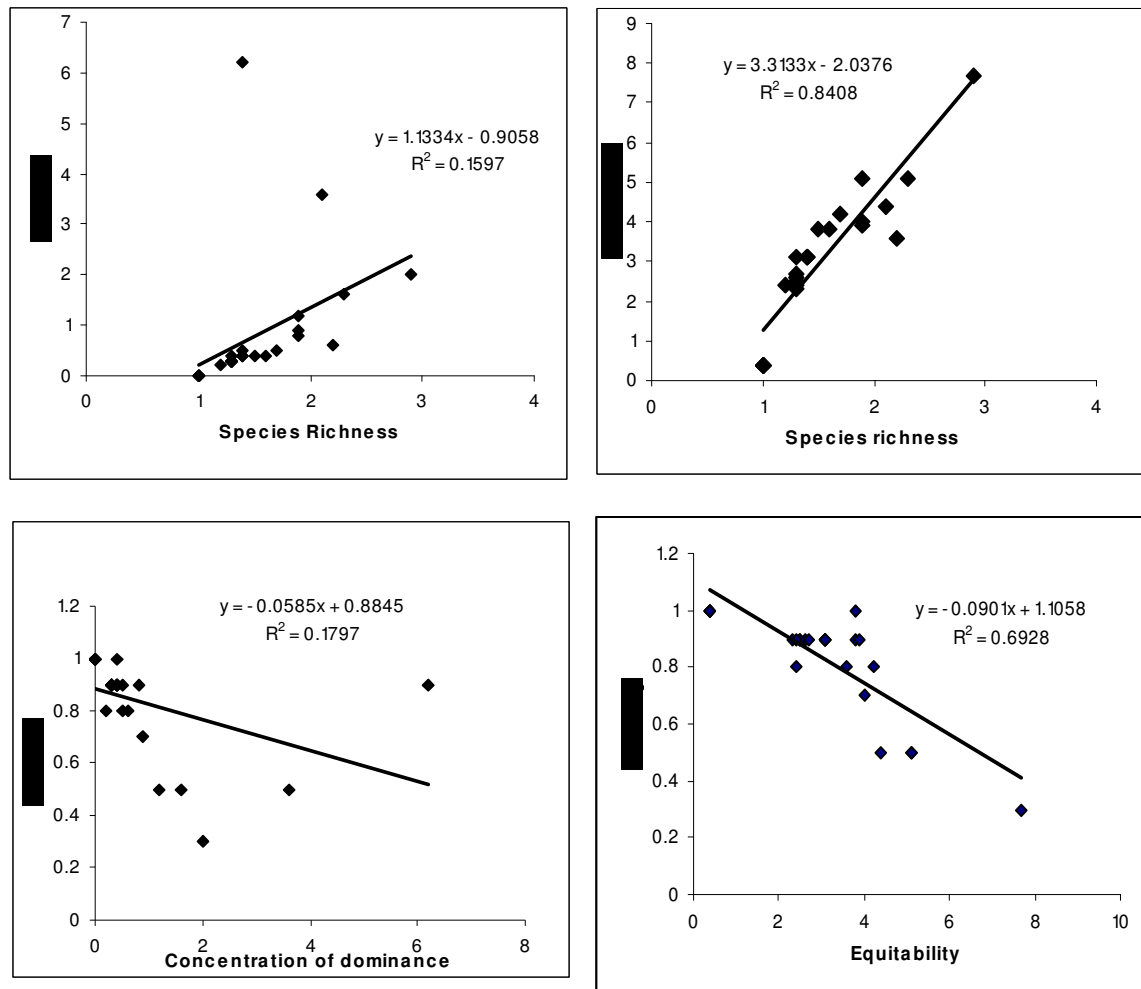 7
6
5
4
3
2
1
0
y = 1.1334x - 0.9058
R² = 0.1597
0 1 2 3 4
Species Richness
9
8
7
6
5
4
3
2
1
0
y = 3.3133x - 2.0376
R² = 0.8408
0 1 2 3 4
Species richness
1.2
1
0.8
0.6
0.4
0.2
0
y = -0.0585x + 0.8845
R² = 0.1797
0 2 4 6 8
Concentration of dominance
1.2
1
0.8
0.6
0.4
0.2
0
y = -0.0901x + 1.1058
R² = 0.6928
0 2 4 6 8 10
Equitability